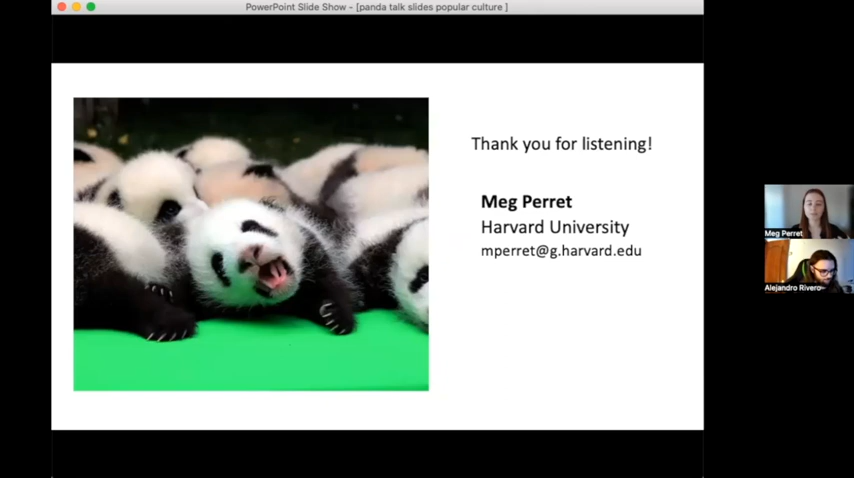 PowerPoint Slide Show - [panda talk slides popular culture ]
Thank you for listening!
Meg Perret
Harvard University
mperret@g.harvard.edu
Meg Perret
Alejandro Rivero-